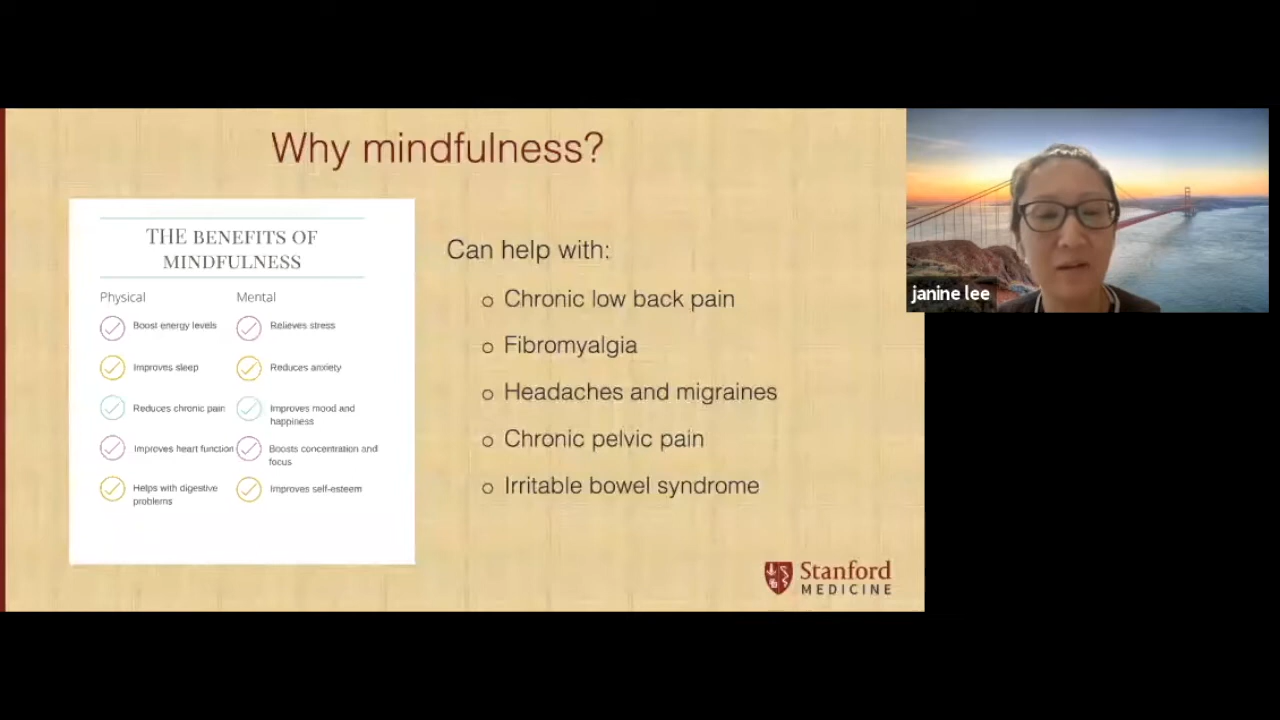 Why mindfulness?
THE BENEFITS OF
MINDFULNESS
Physical
Boost energy levels
Improves sleep
Reduces chronic pain
Improves heart function
Helps with digestive
problems
Mental
Relieves stress
Reduces anxiety
Improves mood and
happiness
Boosts concentration and
focus
Improves self-esteem
Can help with:
Chronic low back pain
Fibromyalgia
Headaches and migraines
Chronic pelvic pain
Irritable bowel syndrome
Stanford
MEDICINE
janine lee